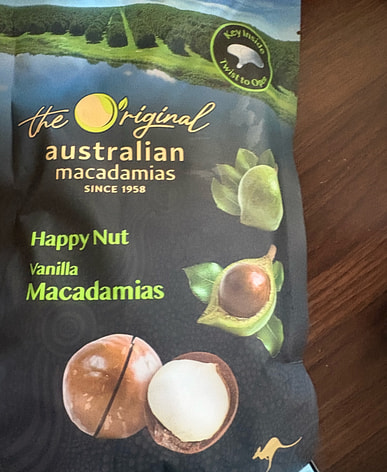 Key Inside
Twist to Open
the Original
australian
macadamias
SINCE 1958
Happy Nut
Vanilla
Macadamias